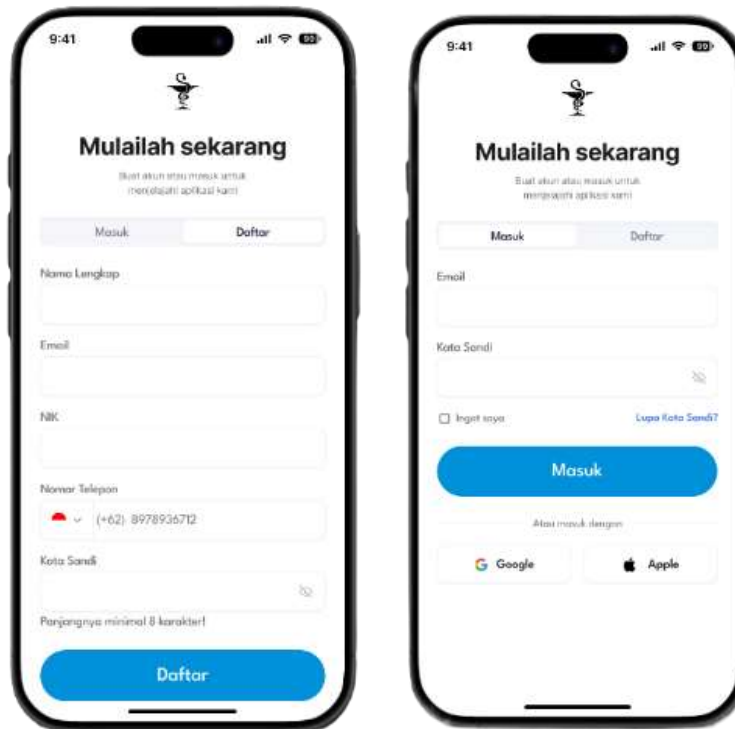 9:41
Mulailah sekarang
Buat akun atau masuk untuk
menjelajahi aplikasi kami
Masuk Daftar
Nama Lengkap
Email
NIK
Nomor Telepon
(+62) 8978936712
Kata Sandi
Panjangnya minimal 8 karakter!
Daftar
9:41
Mulailah sekarang
Buat akun atau masuk untuk
menjelajahi aplikasi kami
Masuk Daftar
Email
Kata Sandi
Ingat saya Lupa Kata Sandi?
Masuk
Atau masuk dengan
Google Apple